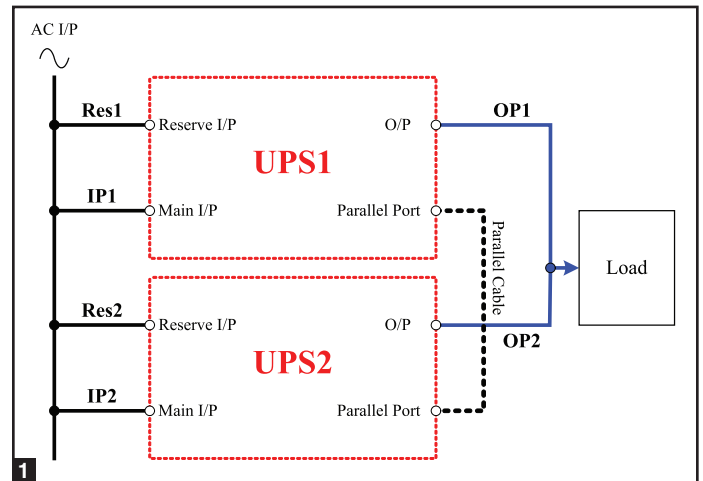 AC I/P
Res1
Reserve I/P
O/P
OP1
UPS1
IP1
Main I/P
Parallel Port
Parallel Cable
Load
Res2
Reserve I/P
O/P
OP2
UPS2
IP2
Main I/P
Parallel Port
1